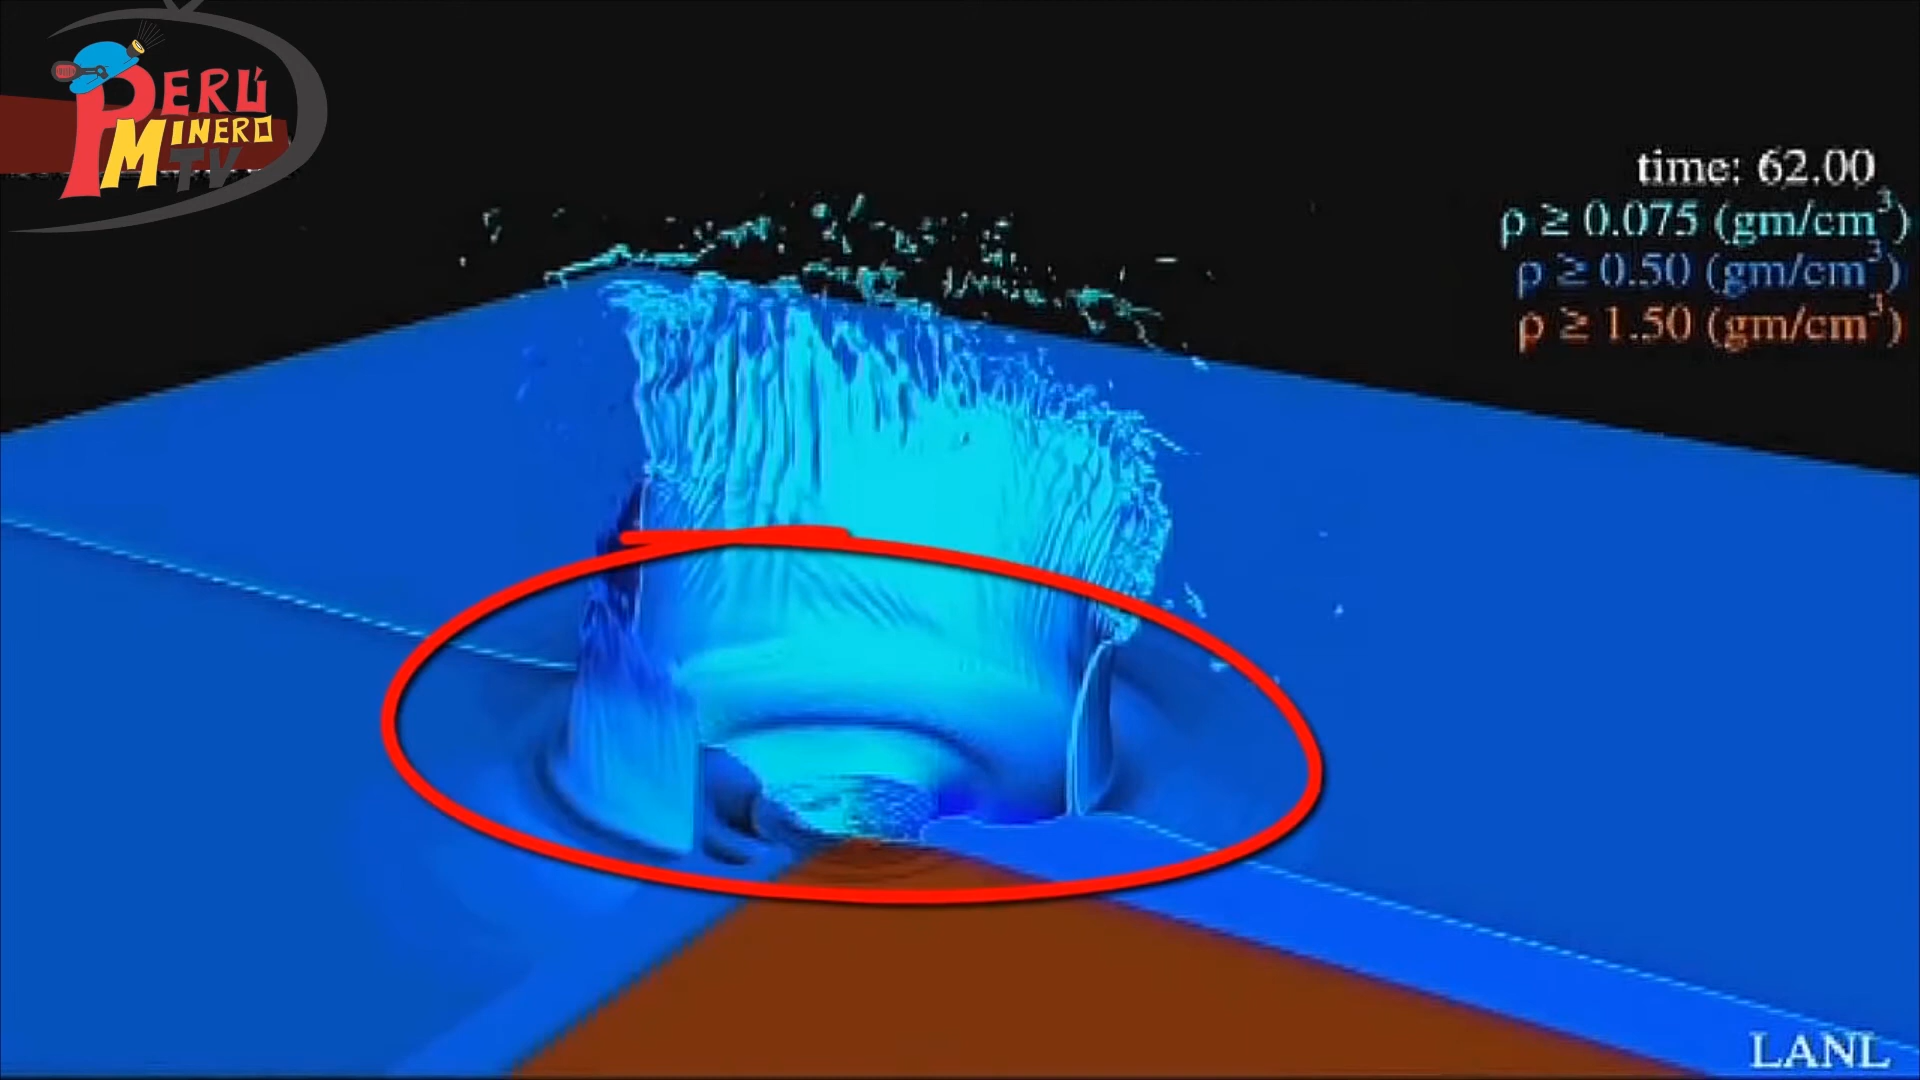 PERÚ
MINERO
TV
time: 62.00
ρ ≥ 0.075 (gm/cm³)
ρ ≥ 0.50 (gm/cm³)
ρ ≥ 1.50 (gm/cm³)
LANL